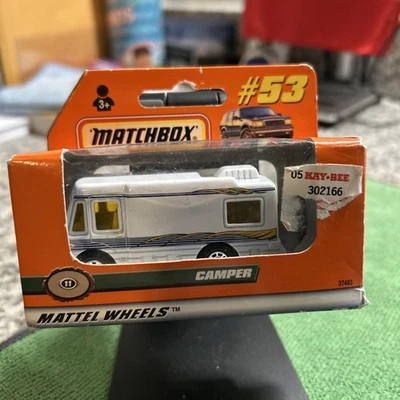 #53
3+
MATCHBOX
05 KAY•BEE
302166
CAMPER
11
MATTEL WHEELS™